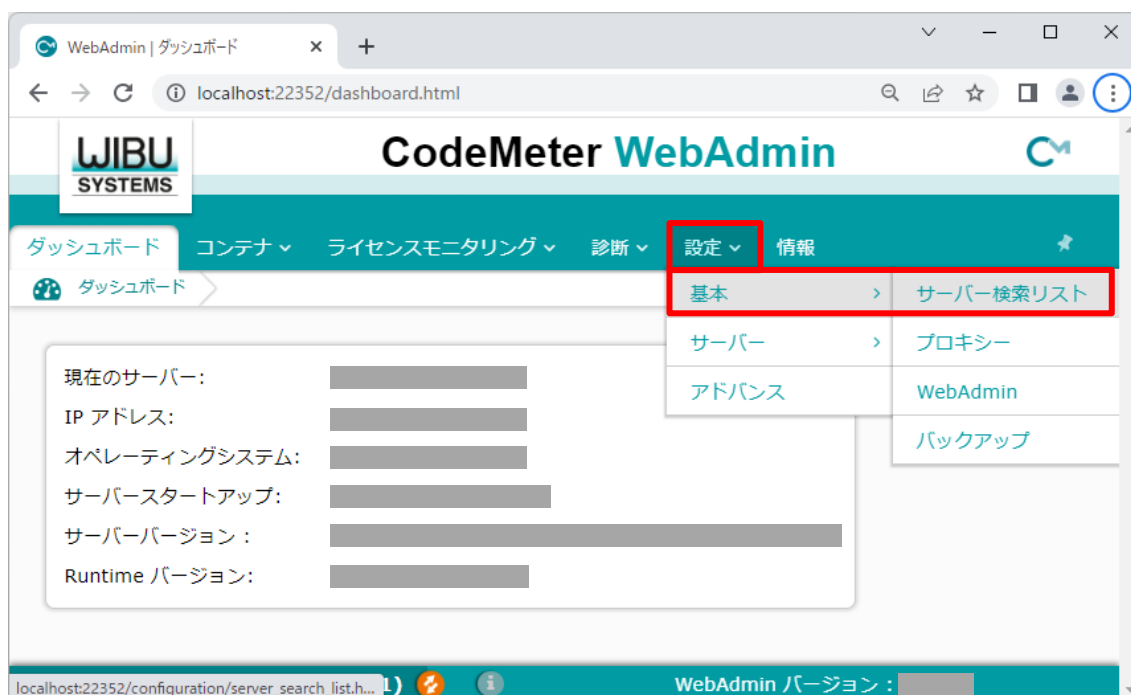 WebAdmin | ダッシュボード
localhost:22352/dashboard.html
WIBU
SYSTEMS
CodeMeter WebAdmin
ダッシュボード コンテナ ライセンスモニタリング 診断 設定 情報
ダッシュボード
基本 サーバー検索リスト
サーバー プロキシー
アドバンス WebAdmin
バックアップ
現在のサーバー:
IP アドレス:
オペレーティングシステム:
サーバースタートアップ:
サーバーバージョン :
Runtime バージョン:
localhost:22352/configuration/server_search_list.h... 1) WebAdmin バージョン :